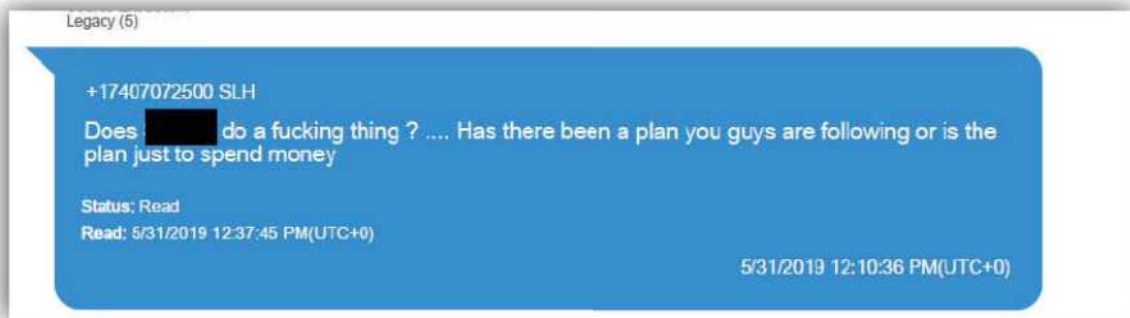 Legacy (5)
+17407072500 SLH
Does do a fucking thing ? .... Has there been a plan you guys are following or is the
plan just to spend money
Status: Read
Read: 5/31/2019 12:37:45 PM(UTC+0)
5/31/2019 12:10:36 PM(UTC+0)